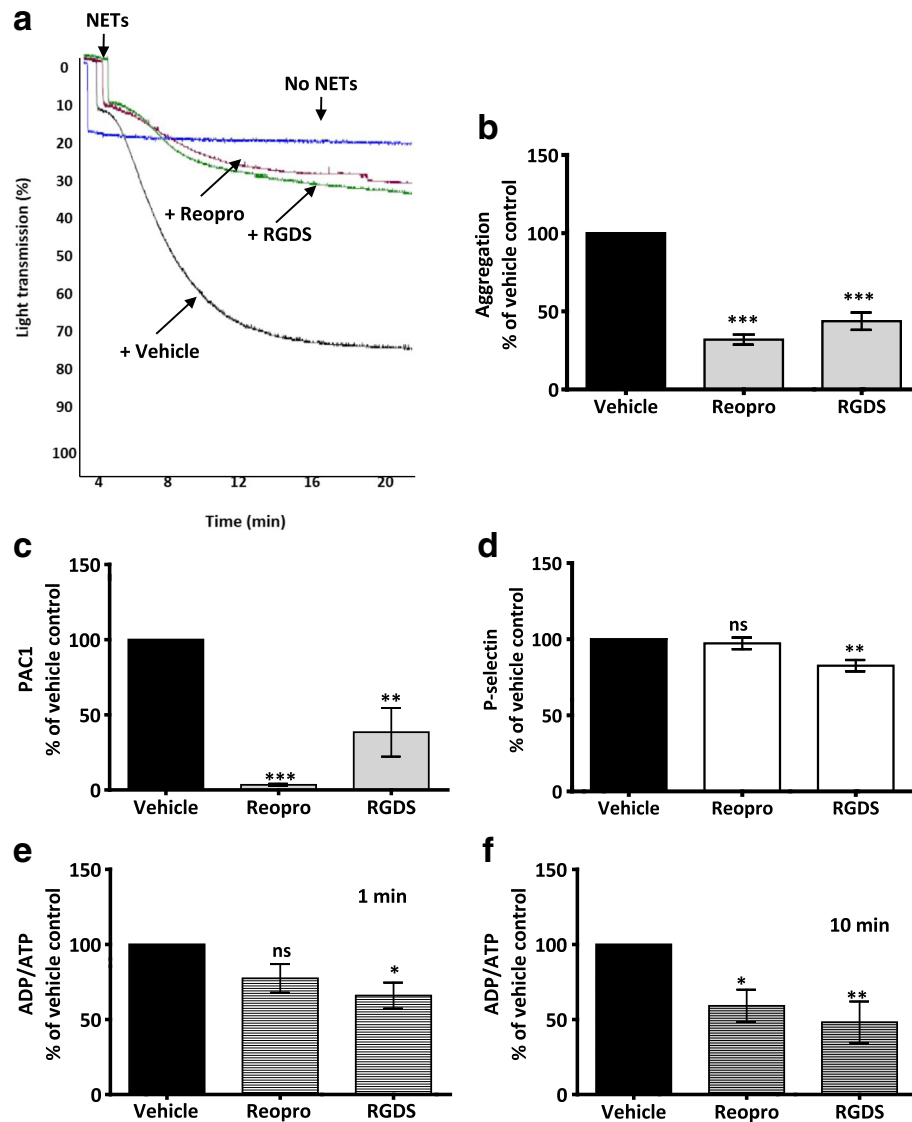 a
NETs
No NETs
0
10
20
30
40
50
60
70
80
90
100
Light transmission (%)
+ Reopro
+ RGDS
+ Vehicle
4 8 12 16 20
Time (min)
b
150
100
50
0
Aggregation
% of vehicle control
***
***
Vehicle Reopro RGDS
c
150
100
50
0
PAC1
% of vehicle control
***
**
Vehicle Reopro RGDS
d
150
100
50
0
P-selectin
% of vehicle control
ns
**
Vehicle Reopro RGDS
e
150
100
50
0
ADP/ATP
% of vehicle control
1 min
ns
*
Vehicle Reopro RGDS
f
150
100
50
0
ADP/ATP
% of vehicle control
10 min
*
**
Vehicle Reopro RGDS